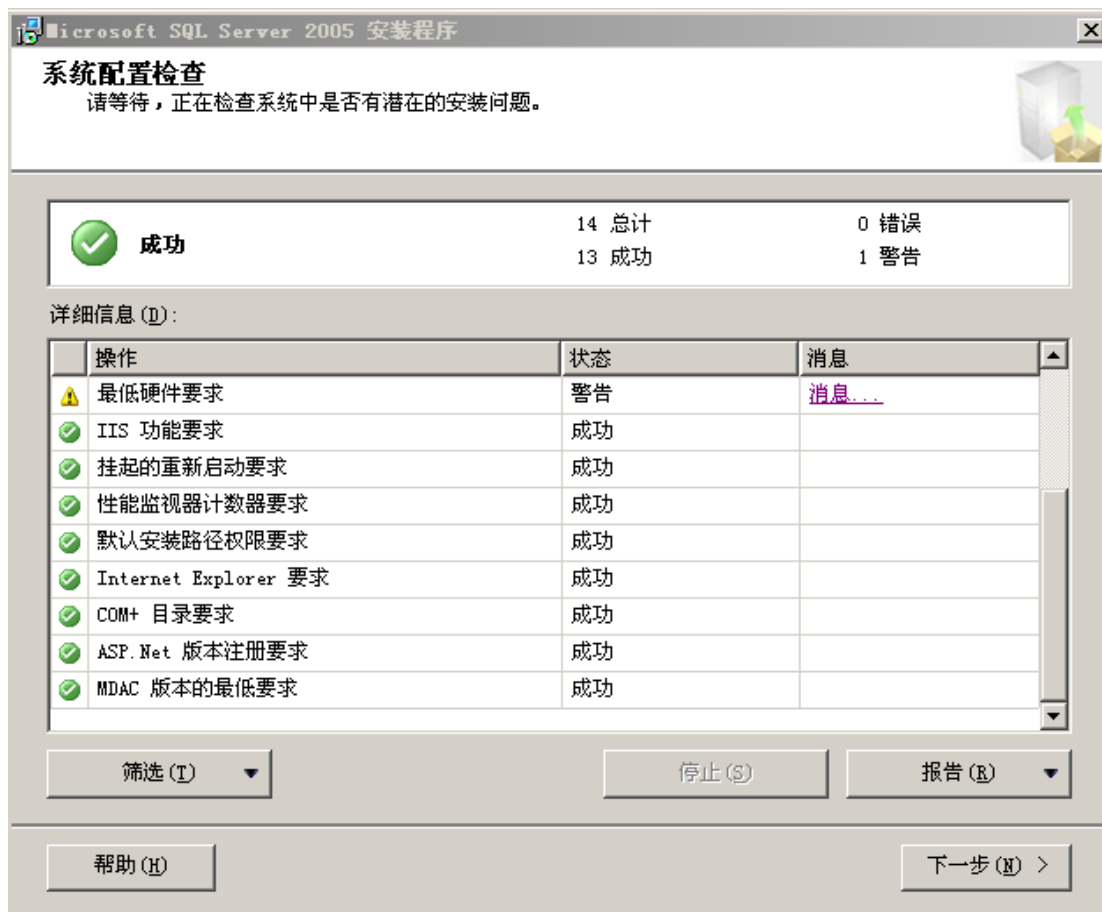 Microsoft SQL Server 2005 安装程序
系统配置检查
请等待，正在检查系统中是否有潜在的安装问题。
成功
14 总计
0 错误
13 成功
1 警告
详细信息(D):
操作 状态 消息
最低硬件要求 警告 消息...
IIS 功能要求 成功
挂起的重新启动要求 成功
性能监视器计数器要求 成功
默认安装路径权限要求 成功
Internet Explorer 要求 成功
COM+ 目录要求 成功
ASP.Net 版本注册要求 成功
MDAC 版本的最低要求 成功
筛选(T) 停止(S) 报告(R)
帮助(H) 下一步(N) >